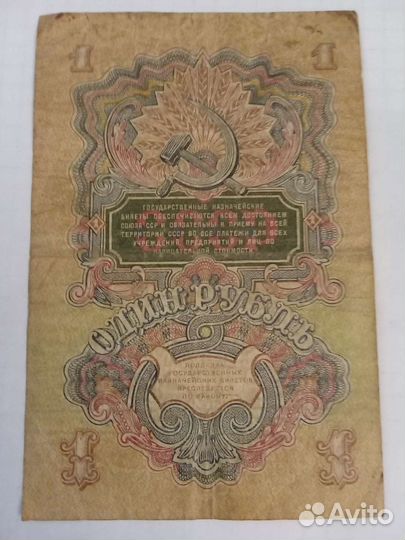 1 1
ГОСУДАРСТВЕННЫЕ КАЗНАЧЕЙСКИЕ
БИЛЕТЫ ОБЕСПЕЧИВАЮТСЯ ВСЕМ ДОСТОЯНИЕМ
СОЮЗА ССР И ОБЯЗАТЕЛЬНЫ К ПРИЕМУ НА ВСЕЙ
ТЕРРИТОРИИ СССР ВО ВСЕ ПЛАТЕЖИ ДЛЯ ВСЕХ
УЧРЕЖДЕНИЙ, ПРЕДПРИЯТИЙ И ЛИЦ ПО
НАРИЦАТЕЛЬНОЙ СТОИМОСТИ
ОДИН РУБЛЬ
ПОДДЕЛКА
ГОСУДАРСТВЕННЫХ
КАЗНАЧЕЙСКИХ БИЛЕТОВ
ПРЕСЛЕДУЕТСЯ
ПО ЗАКОНУ
1 1
Avito